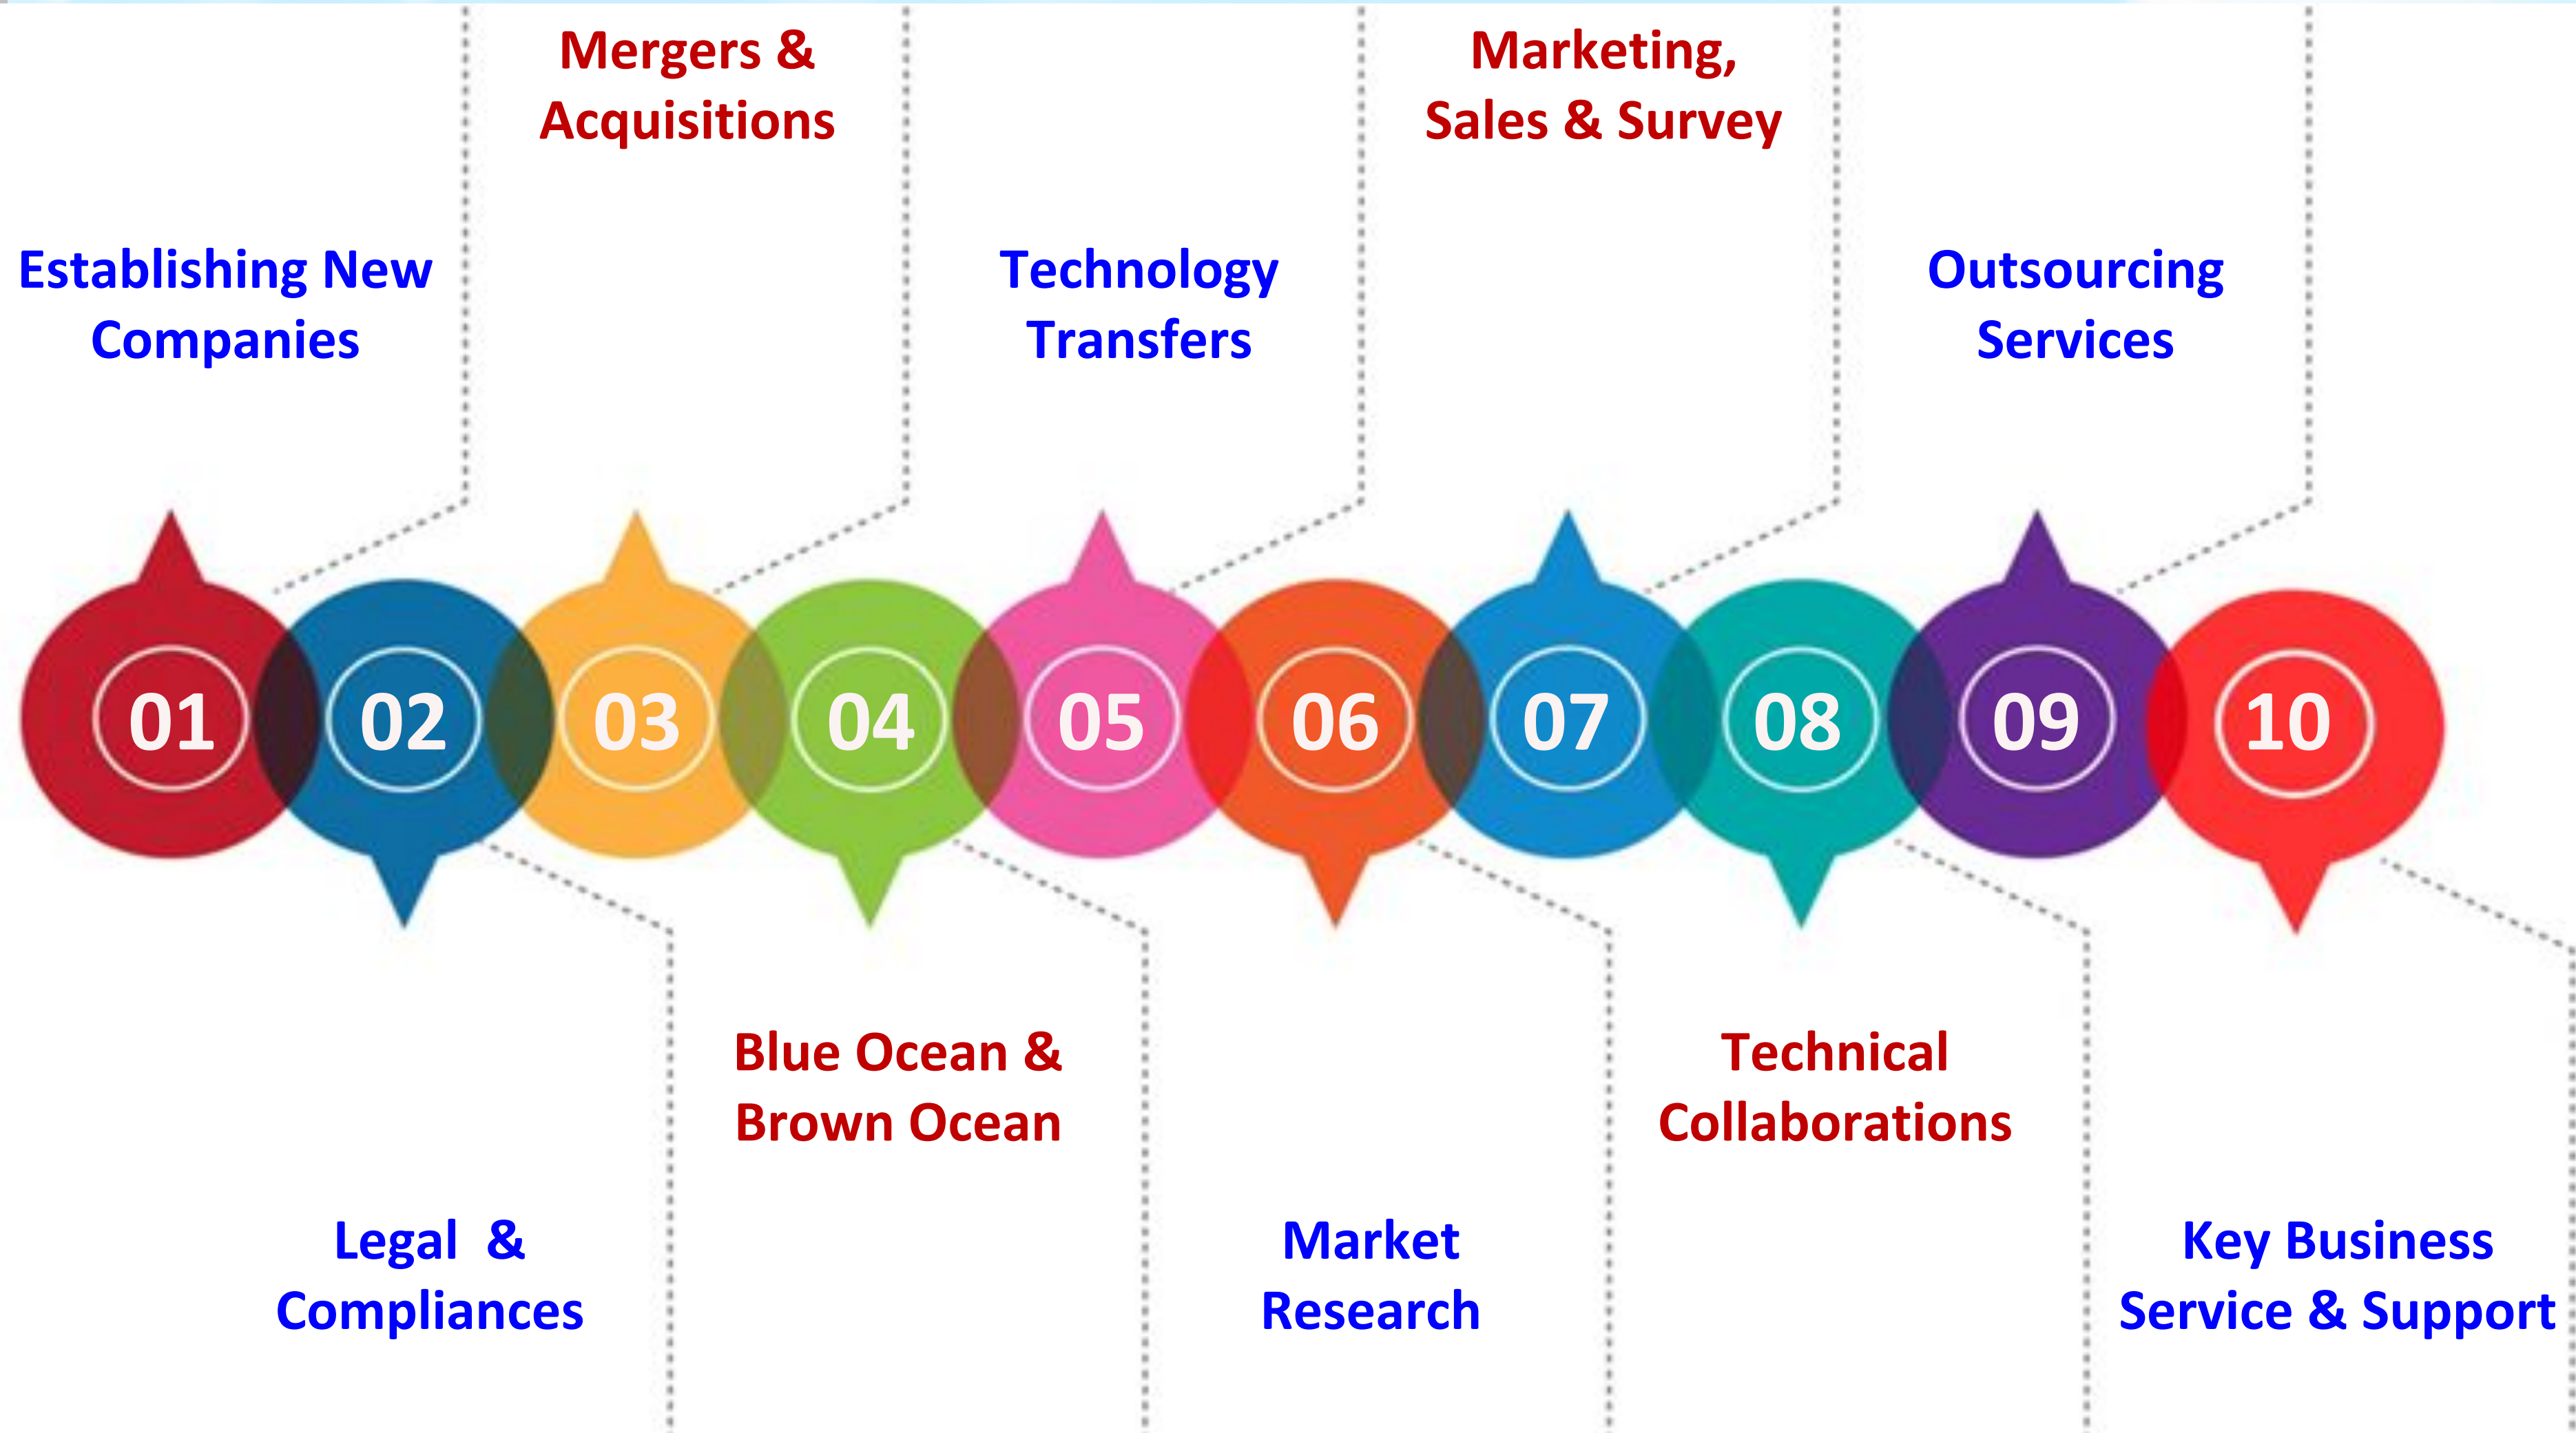 Mergers &
Acquisitions
Marketing,
Sales & Survey
Establishing New
Companies
Technology
Transfers
Outsourcing
Services
01
02
03
04
05
06
07
08
09
10
Blue Ocean &
Brown Ocean
Technical
Collaborations
Legal  &
Compliances
Market
Research
Key Business
Service & Support